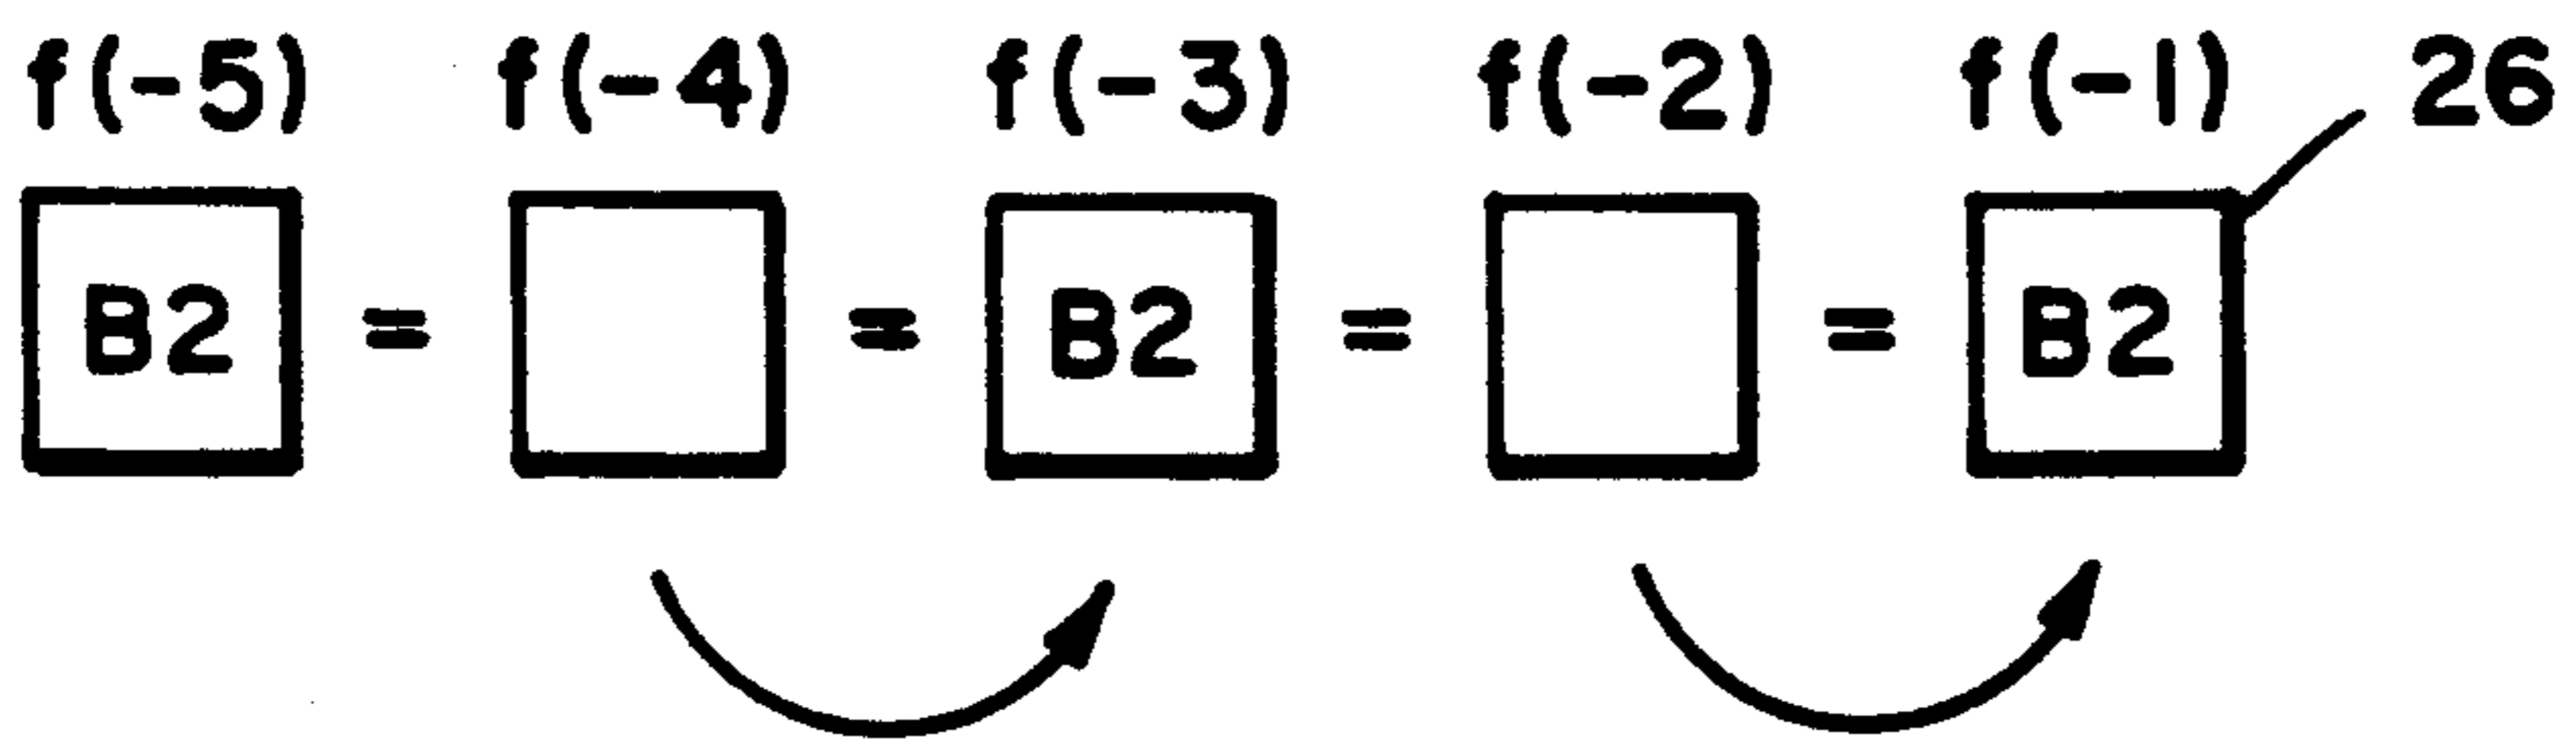 f(-5) f(-4) f(-3) f(-2) f(-1) 26
B2 = = B2 = = B2